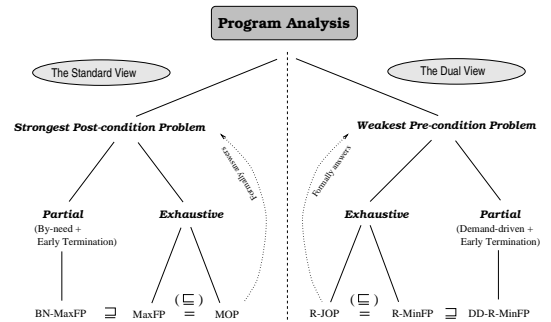 Program Analysis
The Standard View
The Dual View
Strongest Post-condition Problem
Weakest Pre-condition Problem
Formally answers
Formally answers
Partial
(By-need +
Early Termination)
Exhaustive
Exhaustive
Partial
(Demand-driven +
Early Termination)
BN-MaxFP ⊒ MaxFP (⊑) = MOP
R-JOP (⊑) = R-MinFP ⊒ DD-R-MinFP